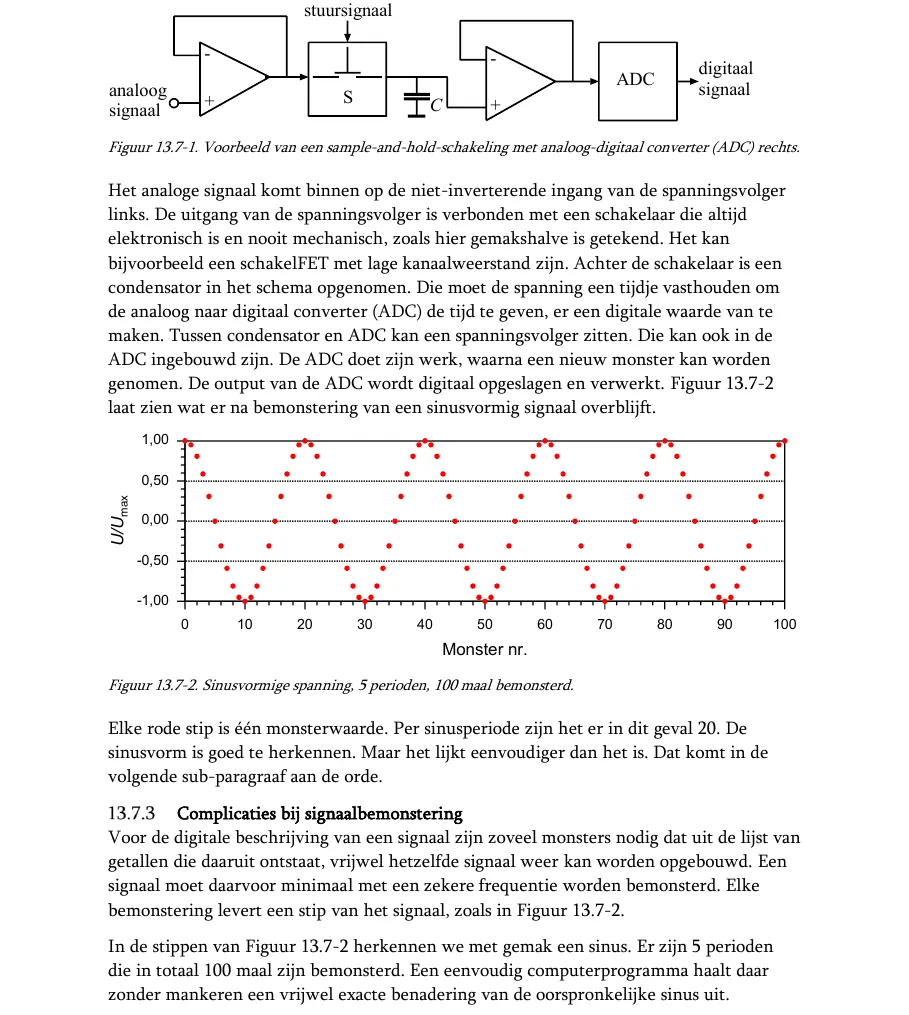 stuursignaal
-
analoog
signaal
+
S
C
-
+
ADC
digitaal
signaal
Figuur 13.7-1. Voorbeeld van een sample-and-hold-schakeling met analoog-digitaal converter (ADC) rechts.
Het analoge signaal komt binnen op de niet-inverterende ingang van de spanningsvolger
links. De uitgang van de spanningsvolger is verbonden met een schakelaar die altijd
elektronisch is en nooit mechanisch, zoals hier gemakshalve is getekend. Het kan
bijvoorbeeld een schakelFET met lage kanaalweerstand zijn. Achter de schakelaar is een
condensator in het schema opgenomen. Die moet de spanning een tijdje vasthouden om
de analoog naar digitaal converter (ADC) de tijd te geven, er een digitale waarde van te
maken. Tussen condensator en ADC kan een spanningsvolger zitten. Die kan ook in de
ADC ingebouwd zijn. De ADC doet zijn werk, waarna een nieuw monster kan worden
genomen. De output van de ADC wordt digitaal opgeslagen en verwerkt. Figuur 13.7-2
laat zien wat er na bemonstering van een sinusvormig signaal overblijft.
1,00
0,50
0,00
-0,50
-1,00
U/Umax
0 10 20 30 40 50 60 70 80 90 100
Monster nr.
Figuur 13.7-2. Sinusvormige spanning, 5 perioden, 100 maal bemonsterd.
Elke rode stip is één monsterwaarde. Per sinusperiode zijn het er in dit geval 20. De
sinusvorm is goed te herkennen. Maar het lijkt eenvoudiger dan het is. Dat komt in de
volgende sub-paragraaf aan de orde.
13.7.3 Complicaties bij signaalbemonstering
Voor de digitale beschrijving van een signaal zijn zoveel monsters nodig dat uit de lijst van
getallen die daaruit ontstaat, vrijwel hetzelfde signaal weer kan worden opgebouwd. Een
signaal moet daarvoor minimaal met een zekere frequentie worden bemonsterd. Elke
bemonstering levert een stip van het signaal, zoals in Figuur 13.7-2.
In de stippen van Figuur 13.7-2 herkennen we met gemak een sinus. Er zijn 5 perioden
die in totaal 100 maal zijn bemonsterd. Een eenvoudig computerprogramma haalt daar
zonder mankeren een vrijwel exacte benadering van de oorspronkelijke sinus uit.